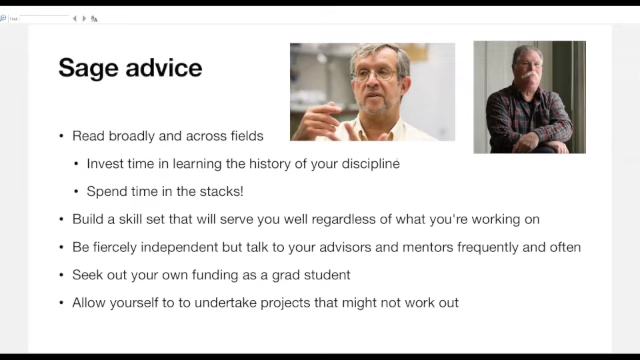 Find
Sage advice
• Read broadly and across fields
• Invest time in learning the history of your discipline
• Spend time in the stacks!
• Build a skill set that will serve you well regardless of what you're working on
• Be fiercely independent but talk to your advisors and mentors frequently and often
• Seek out your own funding as a grad student
• Allow yourself to to undertake projects that might not work out